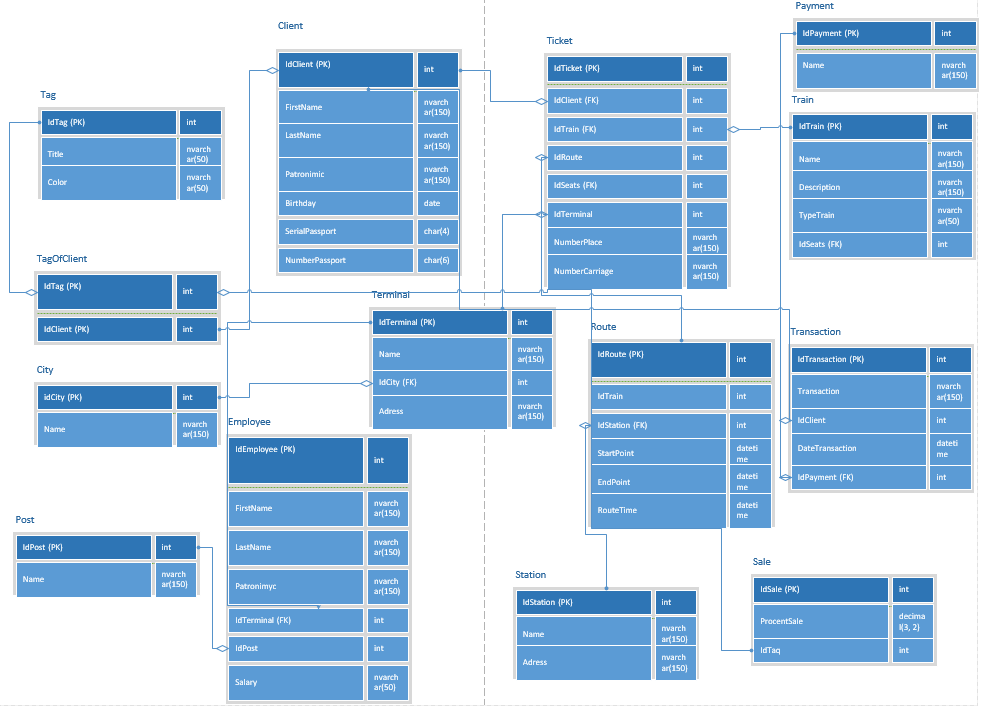 Client
IdClient (PK) int
FirstName nvarch
ar(150)
LastName nvarch
ar(150)
Patronimic nvarch
ar(150)
Birthday date
SerialPassport char(4)
NumberPassport char(6)
Ticket
IdTicket (PK) int
IdClient (FK) int
IdTrain (FK) int
IdRoute int
IdSeats (FK) int
IdTerminal int
NumberPlace nvarch
ar(150)
NumberCarriage nvarch
ar(150)
Payment
IdPayment (PK) int
Name nvarch
ar(150)
Train
IdTrain (PK) int
Name nvarch
ar(150)
Description nvarch
ar(150)
TypeTrain nvarch
ar(50)
IdSeats (FK) int
Tag
IdTag (PK) int
Title nvarch
ar(50)
Color nvarch
ar(50)
TagOfClient
IdTag (PK) int
IdClient (PK) int
Terminal
IdTerminal (PK) int
Name nvarch
ar(150)
IdCity (FK) int
Adress nvarch
ar(150)
Route
IdRoute (PK) int
IdTrain int
IdStation (FK) int
StartPoint dateti
me
EndPoint dateti
me
RouteTime dateti
me
Transaction
IdTransaction (PK) int
Transaction nvarch
ar(150)
IdClient int
DateTransaction dateti
me
IdPayment (FK) int
City
idCity (PK) int
Name nvarch
ar(150)
Employee
IdEmployee (PK) int
FirstName nvarch
ar(150)
LastName nvarch
ar(150)
Patronimyc nvarch
ar(150)
IdTerminal (FK) int
IdPost int
Salary nvarch
ar(50)
Post
IdPost (PK) int
Name nvarch
ar(150)
Station
IdStation (PK) int
Name nvarch
ar(150)
Adress nvarch
ar(150)
Sale
IdSale (PK) int
ProcentSale decima
l(3, 2)
IdTaq int